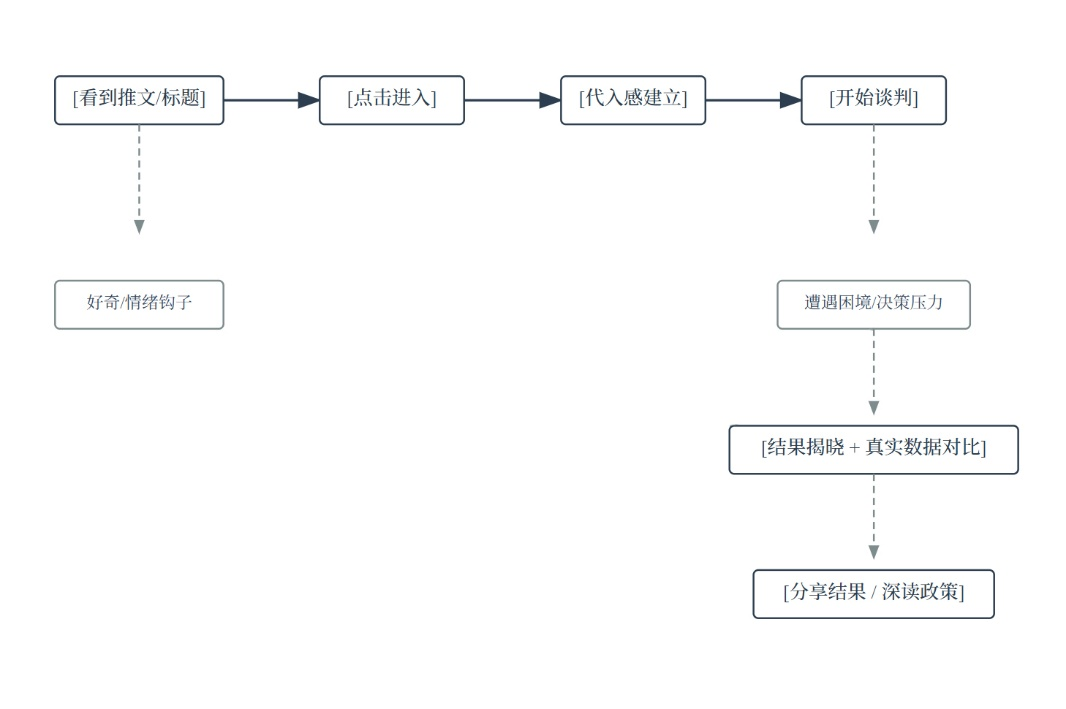 [看到推文/标题]
[点击进入]
[代入感建立]
[开始谈判]
好奇/情绪钩子
遭遇困境/决策压力
[结果揭晓 + 真实数据对比]
[分享结果 / 深读政策]